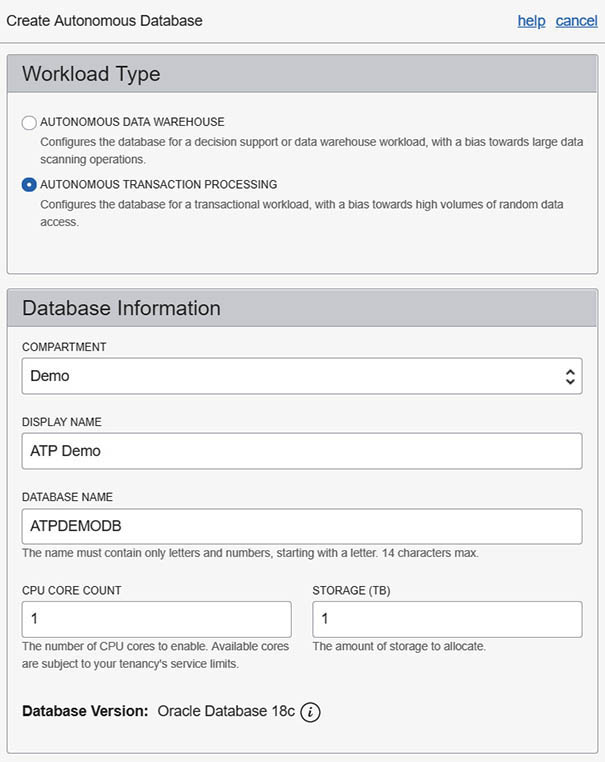 Create Autonomous Database
help cancel
Workload Type
AUTONOMOUS DATA WAREHOUSE
Configures the database for a decision support or data warehouse workload, with a bias towards large data
scanning operations.
AUTONOMOUS TRANSACTION PROCESSING
Configures the database for a transactional workload, with a bias towards high volumes of random data
access.
Database Information
COMPARTMENT
Demo
DISPLAY NAME
ATP Demo
DATABASE NAME
ATPDEMODB
The name must contain only letters and numbers, starting with a letter. 14 characters max.
CPU CORE COUNT
1
The number of CPU cores to enable. Available cores
are subject to your tenancy's service limits.
STORAGE (TB)
1
The amount of storage to allocate.
Database Version: Oracle Database 18c i